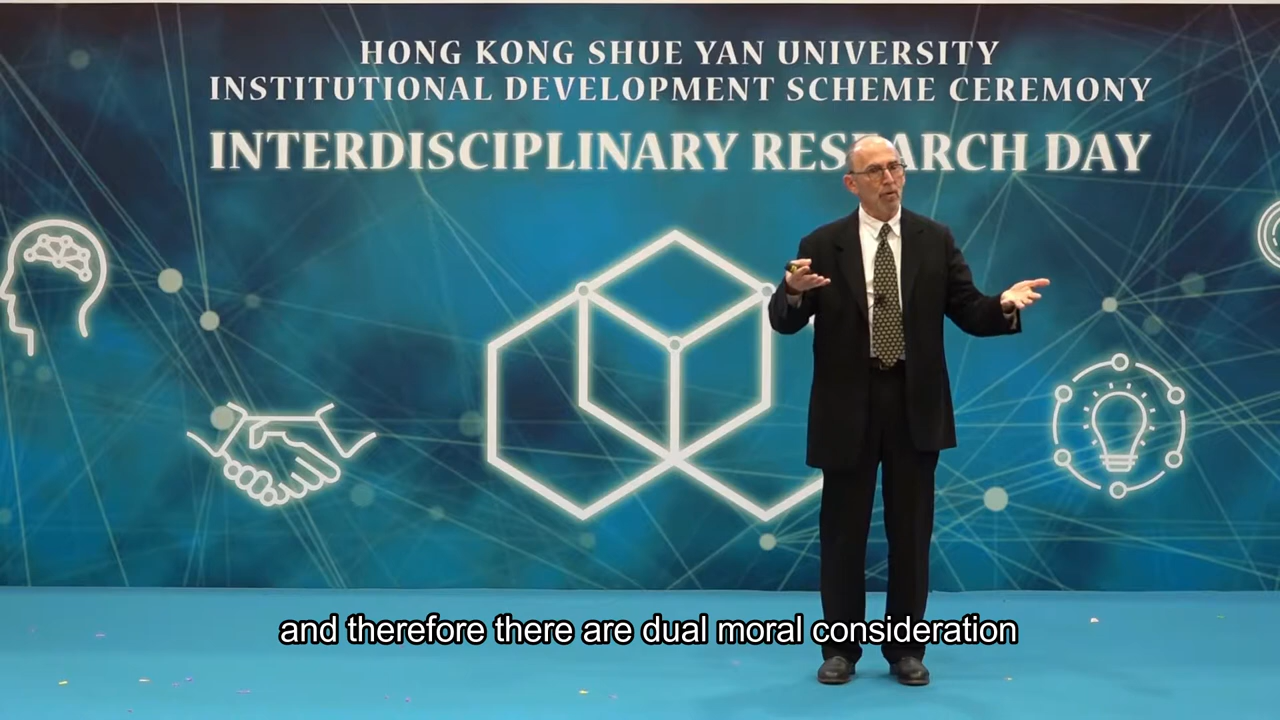 HONG KONG SHUE YAN UNIVERSITY
INSTITUTIONAL DEVELOPMENT SCHEME CEREMONY
INTERDISCIPLINARY RESEARCH DAY
and therefore there are dual moral consideration